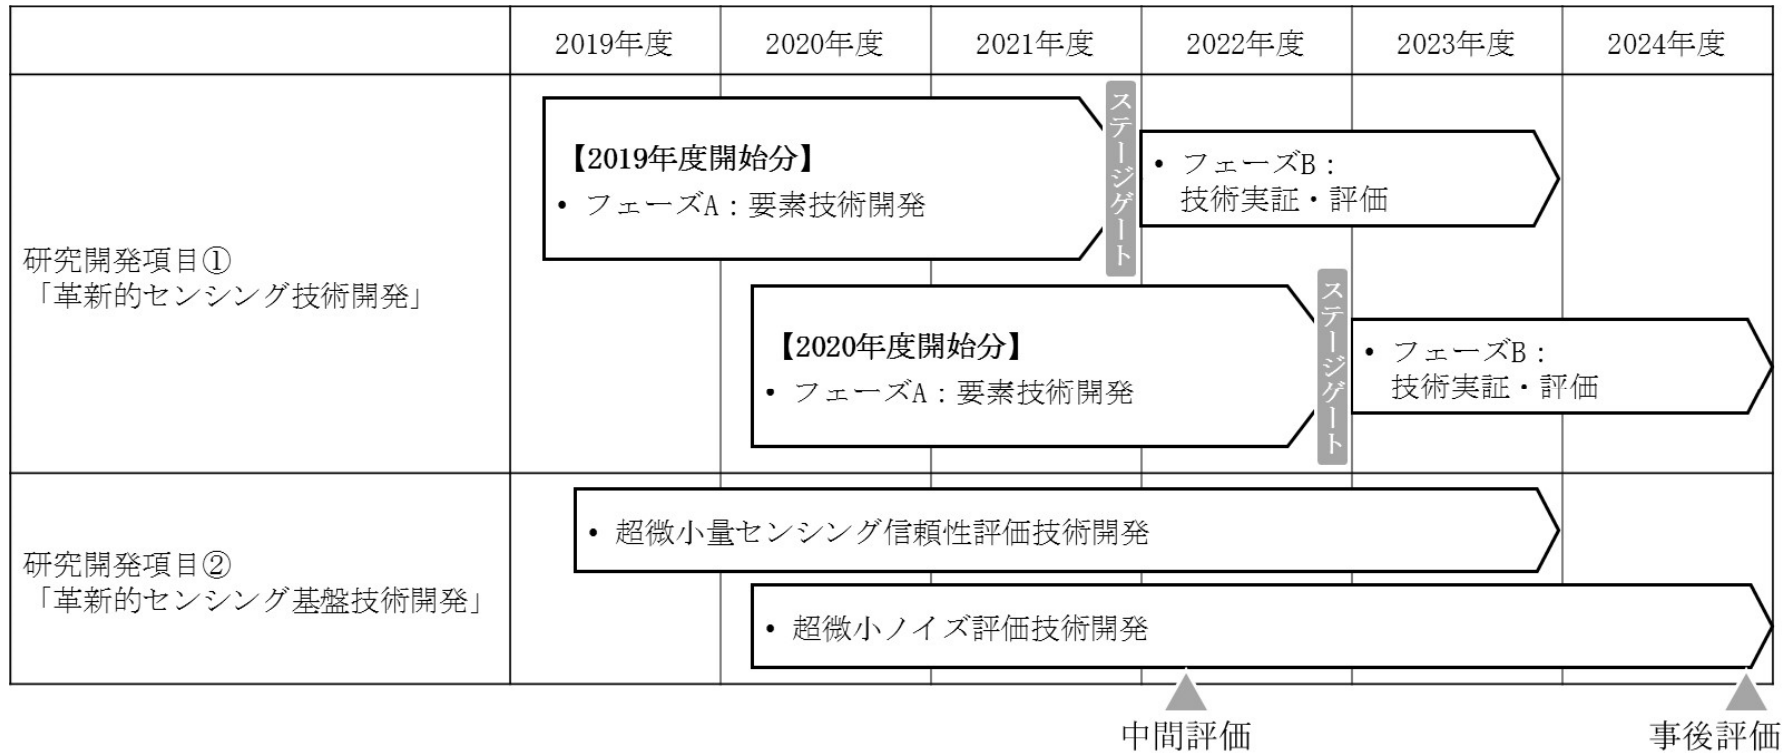 2019年度 2020年度 2021年度 2022年度 2023年度 2024年度
研究開発項目①
「革新的センシング技術開発」
【2019年度開始分】
• フェーズA：要素技術開発
ステージゲート
• フェーズB：
技術実証・評価
【2020年度開始分】
• フェーズA：要素技術開発
ステージゲート
• フェーズB：
技術実証・評価
研究開発項目②
「革新的センシング基盤技術開発」
• 超微小量センシング信頼性評価技術開発
• 超微小ノイズ評価技術開発
中間評価
事後評価